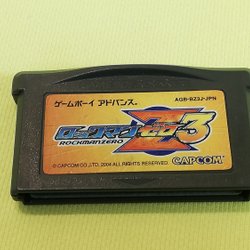 ゲームボーイ アドバンス
AGB-BZ3J-JPN
ロックマンゼロ3
ROCKMANZERO
© CAPCOM CO., LTD. 2004 ALL RIGHTS RESERVED.
CAPCOM